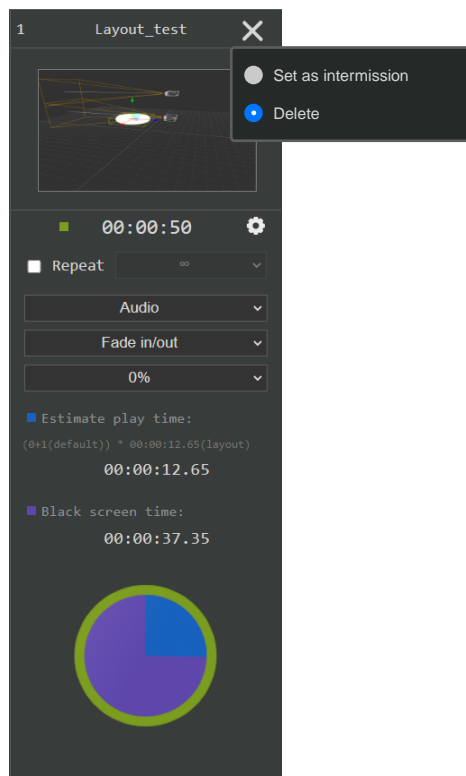 1 Layout_test
Set as intermission
Delete
00:00:50
Repeat ∞
Audio
Fade in/out
0%
Estimate play time:
(0+1(default)) * 00:00:12.65(layout)
00:00:12.65
Black screen time:
00:00:37.35